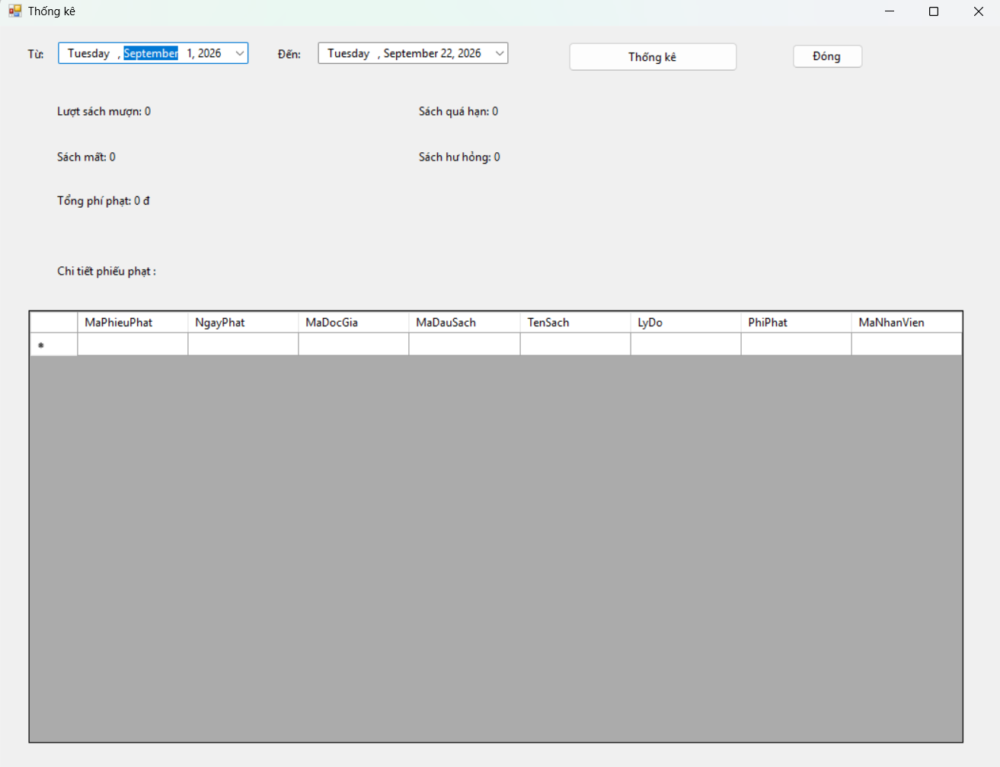 Thống kê
Từ: Tuesday , September 1, 2026 Đến: Tuesday , September 22, 2026 Thống kê Đóng
Lượt sách mượn: 0 Sách quá hạn: 0
Sách mất: 0 Sách hư hỏng: 0
Tổng phí phạt: 0 đ
Chi tiết phiếu phạt :
MaPhieuPhat NgayPhat MaDocGia MaDauSach TenSach LyDo PhiPhat MaNhanVien